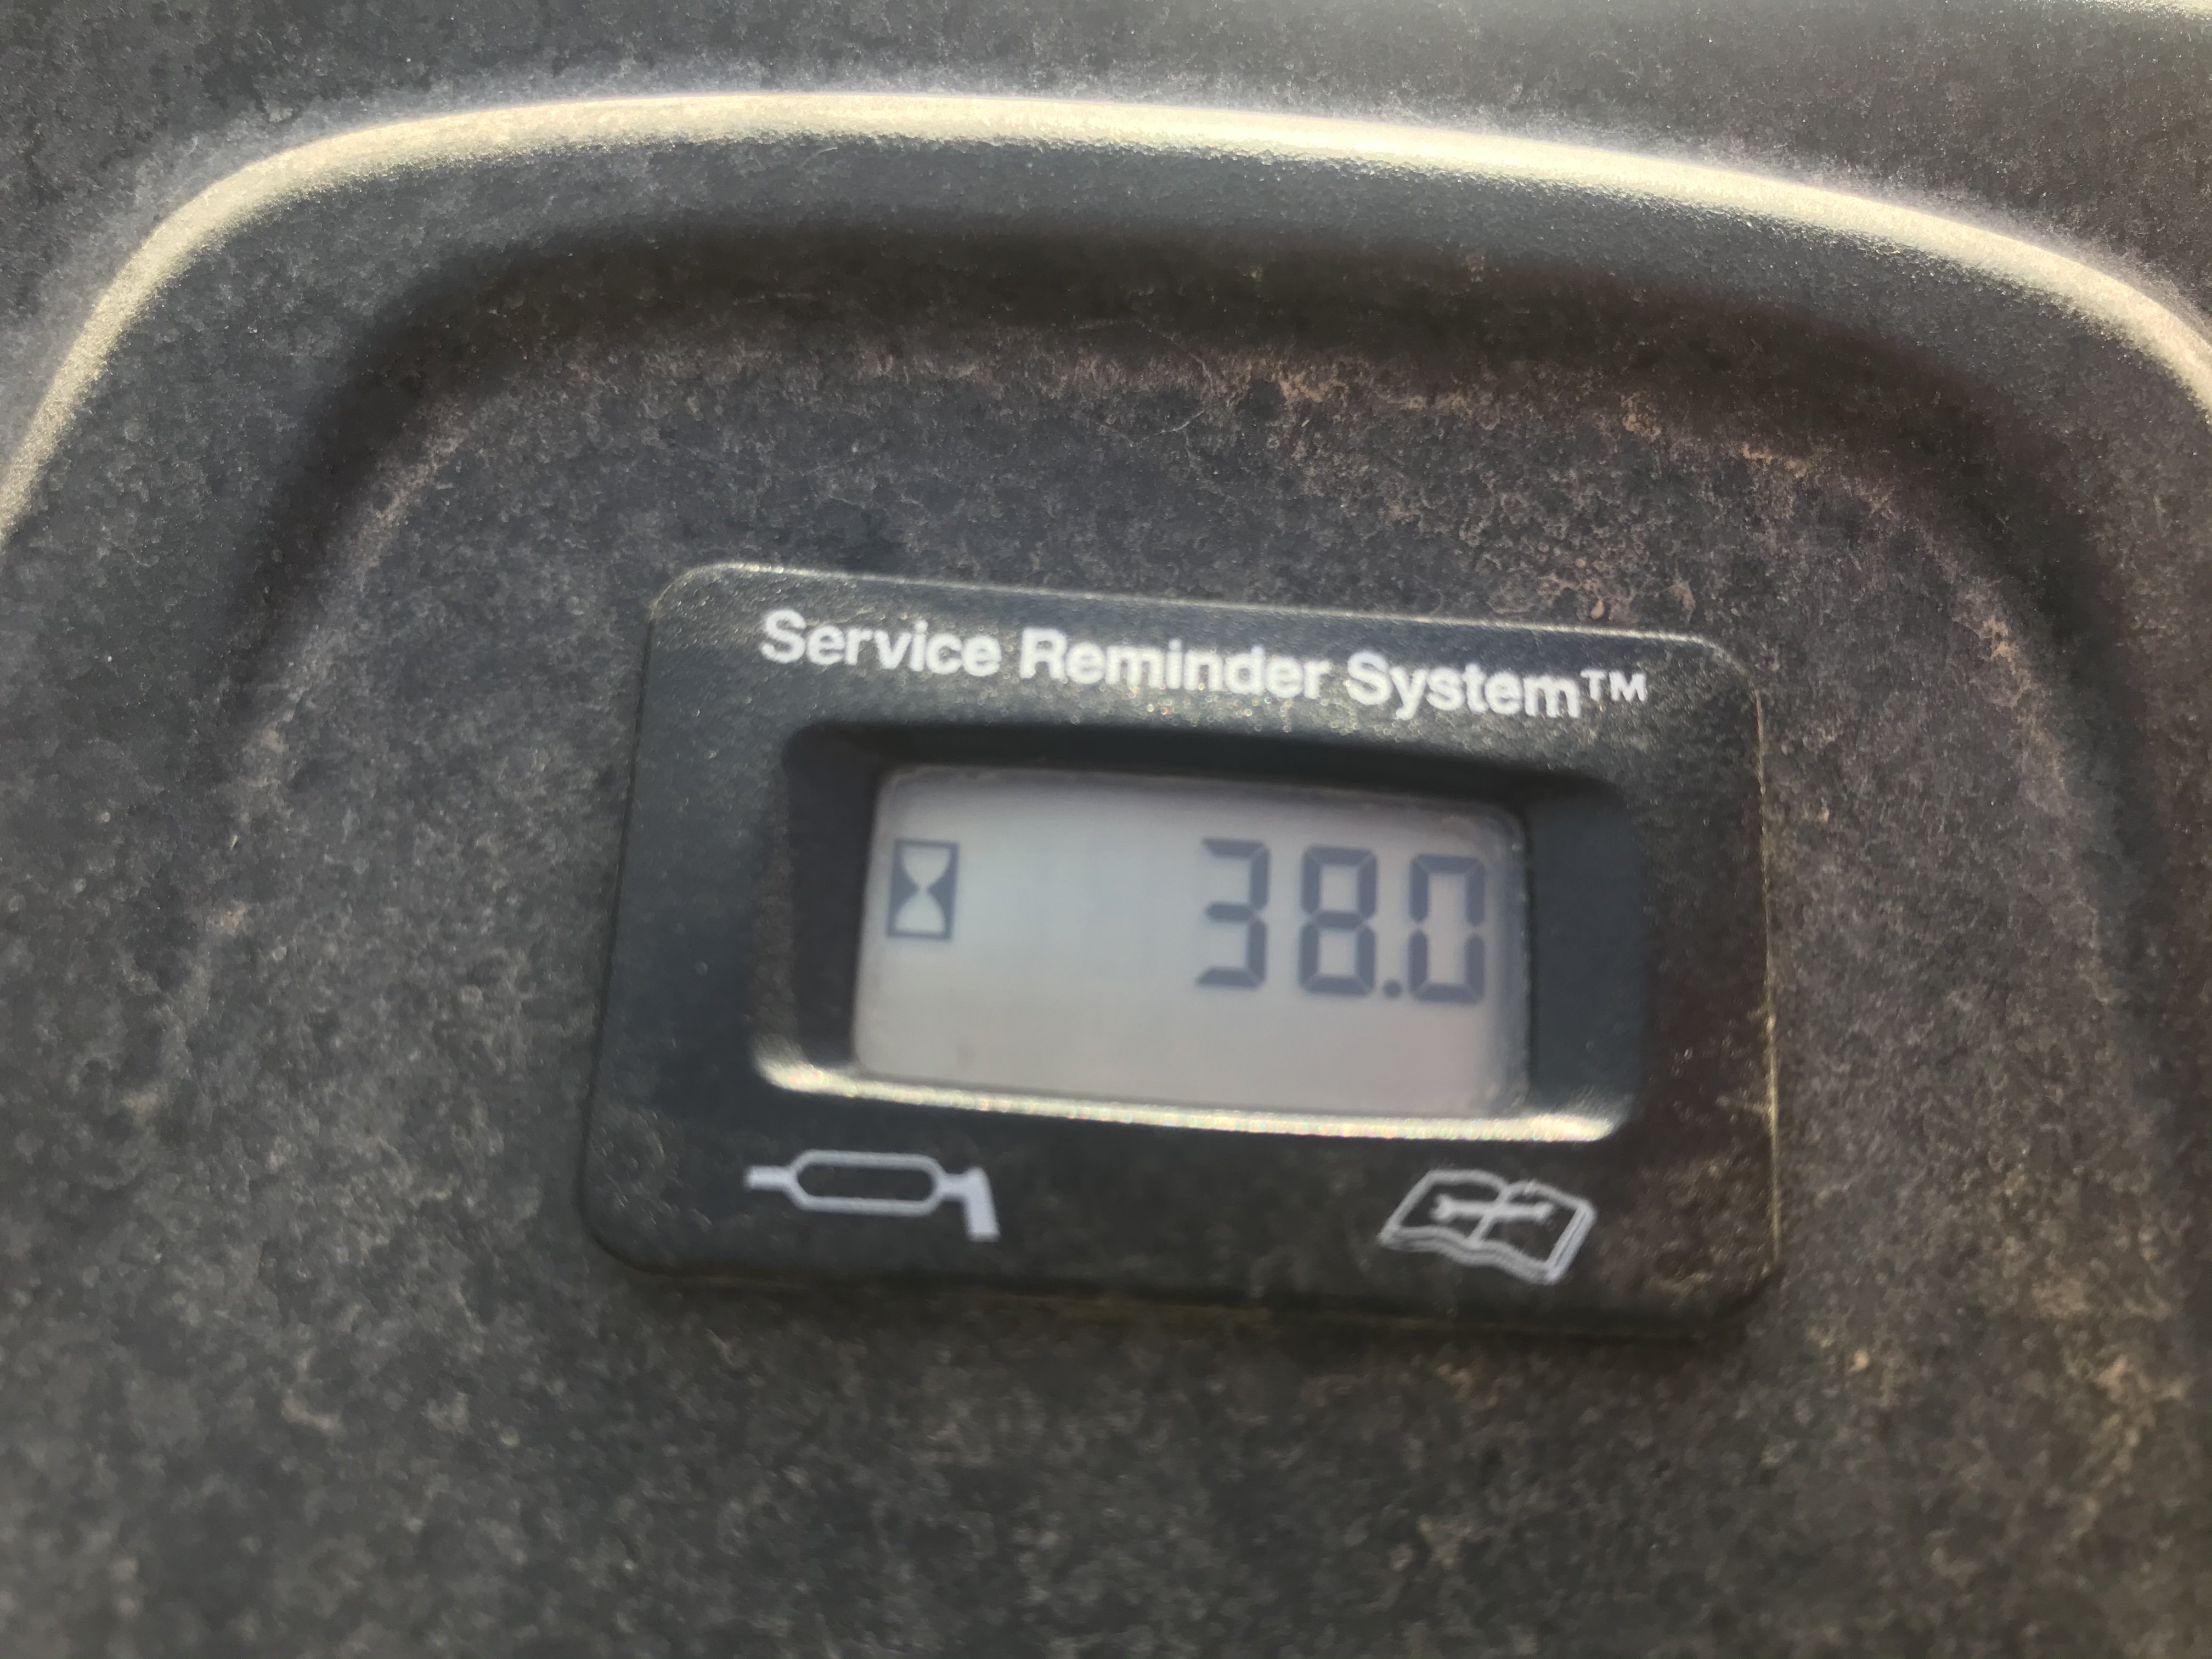 Service Reminder System™
38.0